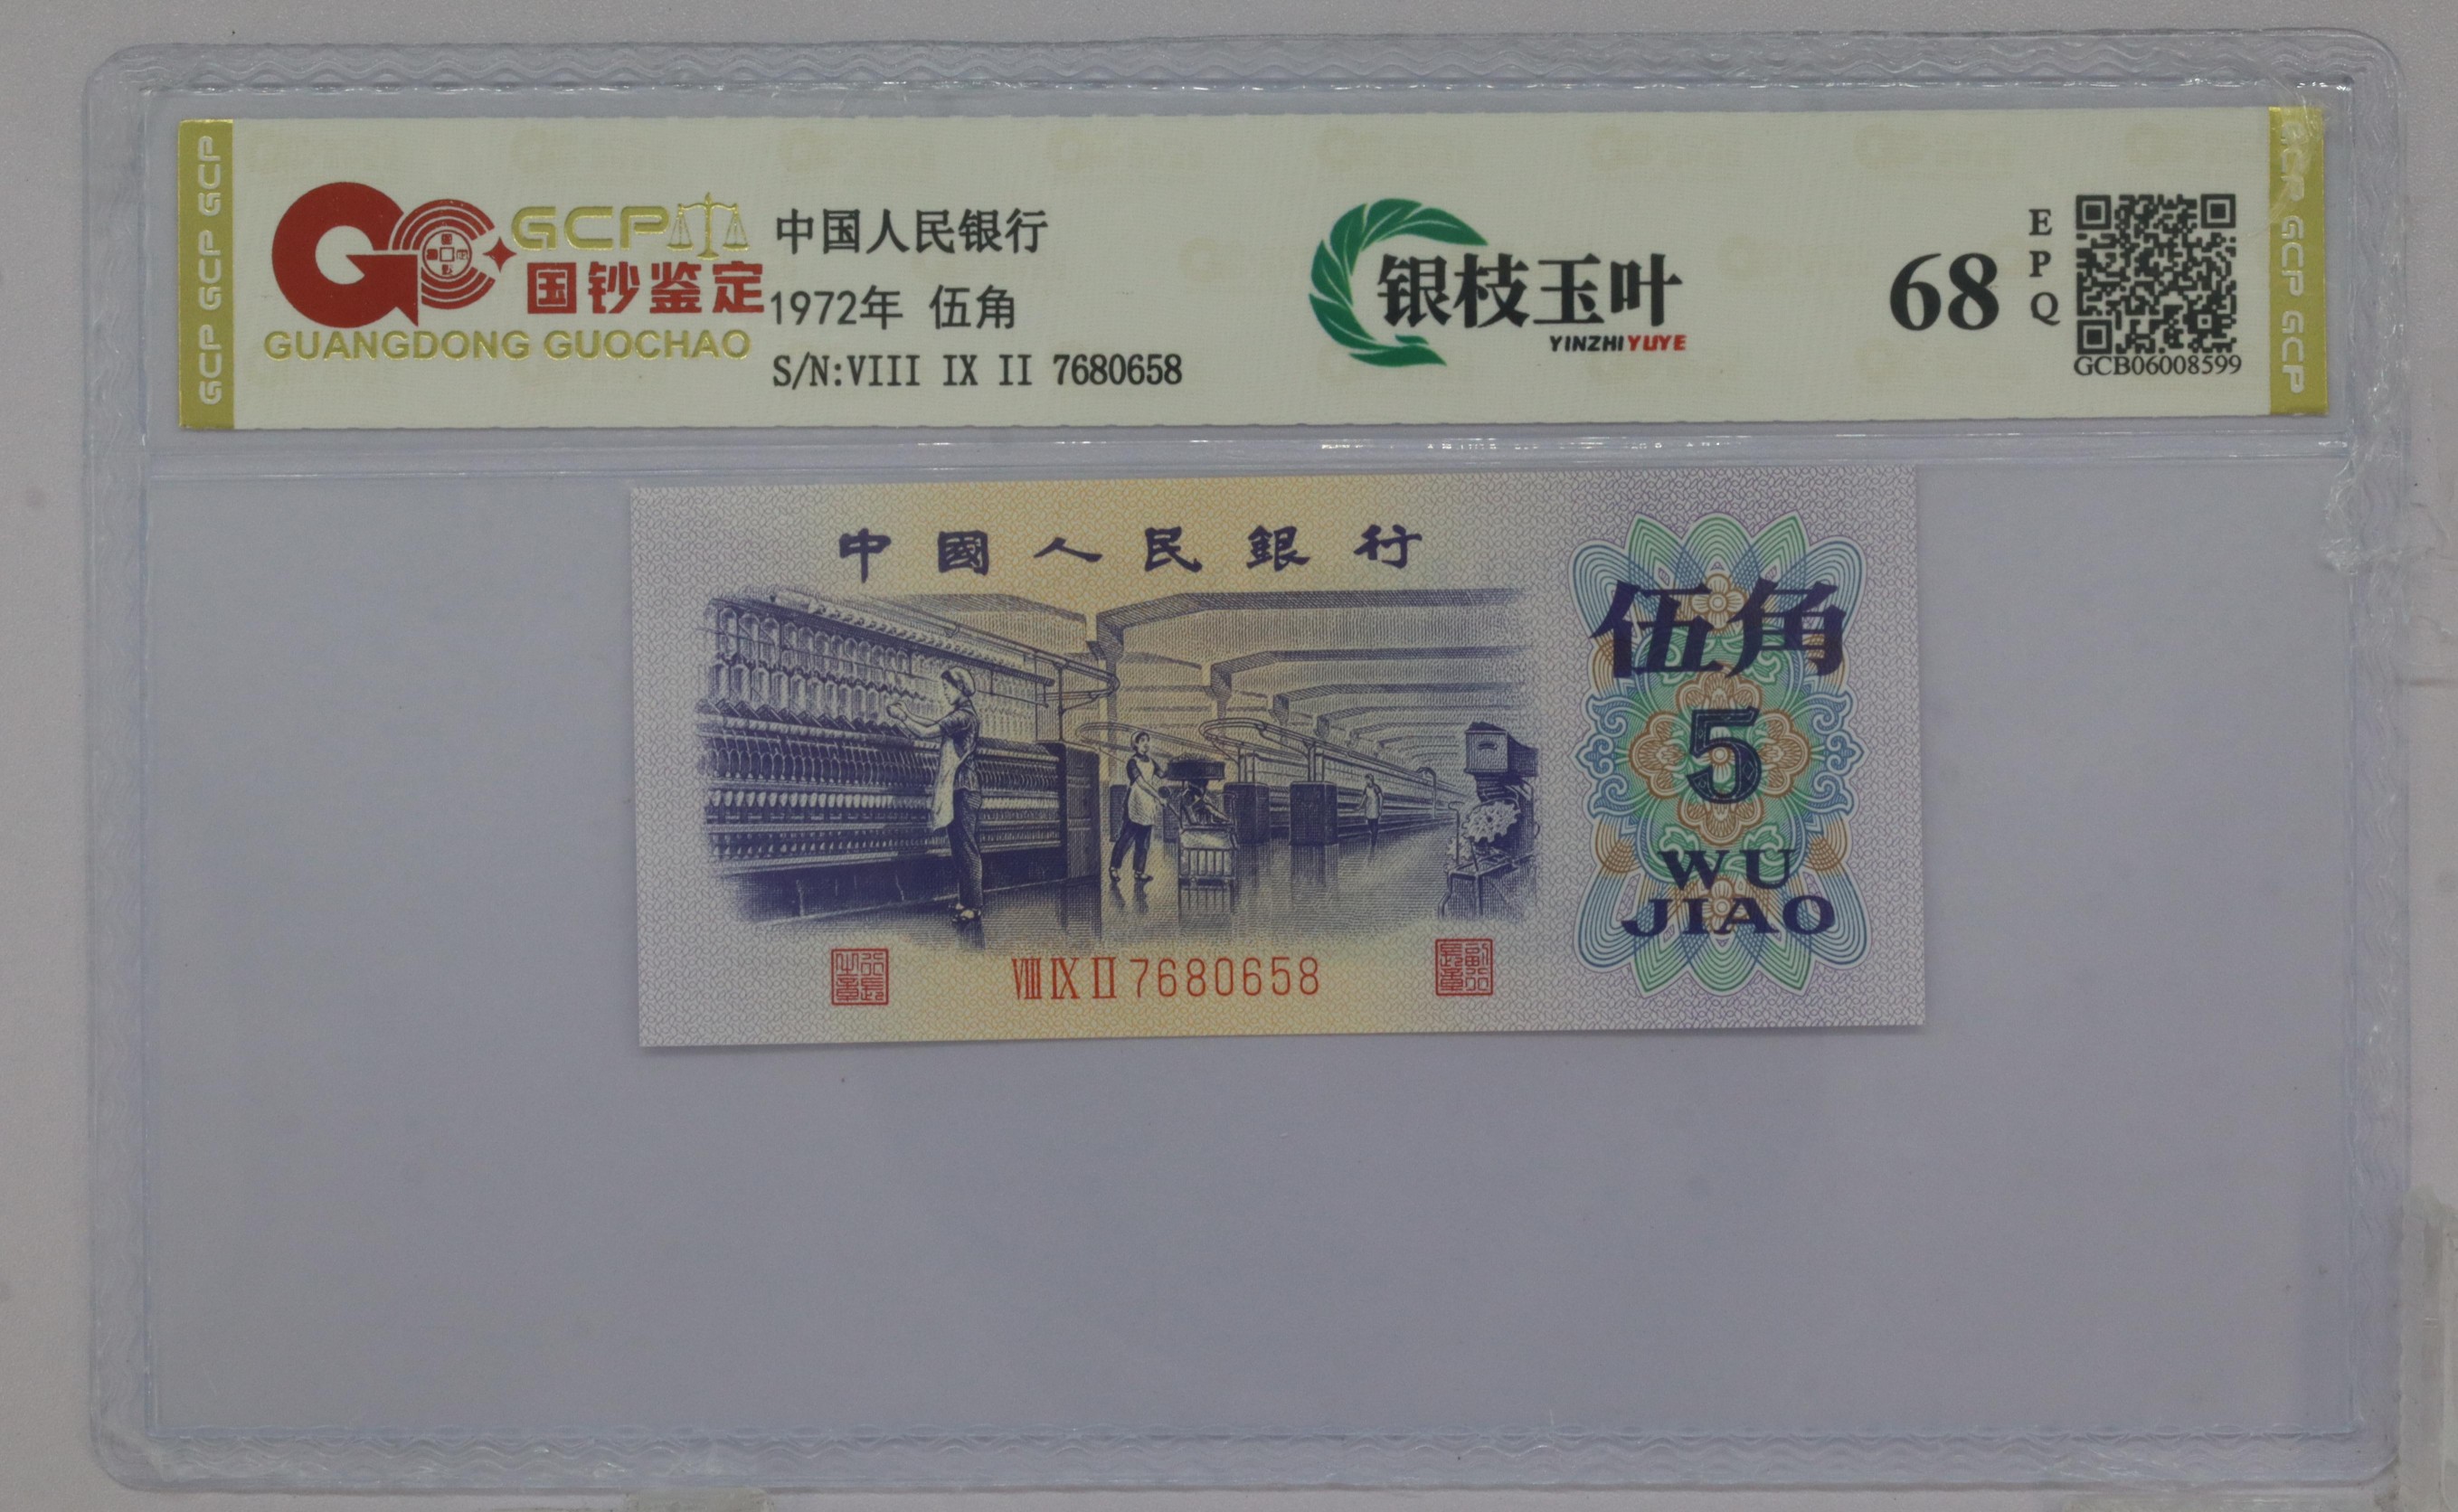 GCP GCP GCP
GCP
国钞鉴定
GUANGDONG GUOCHAO
中国人民银行
1972年 伍角
S/N:VIII IX II 7680658
银枝玉叶
YINZHIYUYE
68
EPQ
GCB06008599
GCP GCP GCP
中國人民銀行
伍角
5
WU
JIAO
VIII IX II 7680658